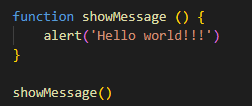 function showMessage () {
    alert('Hello world!!!')
}

showMessage()